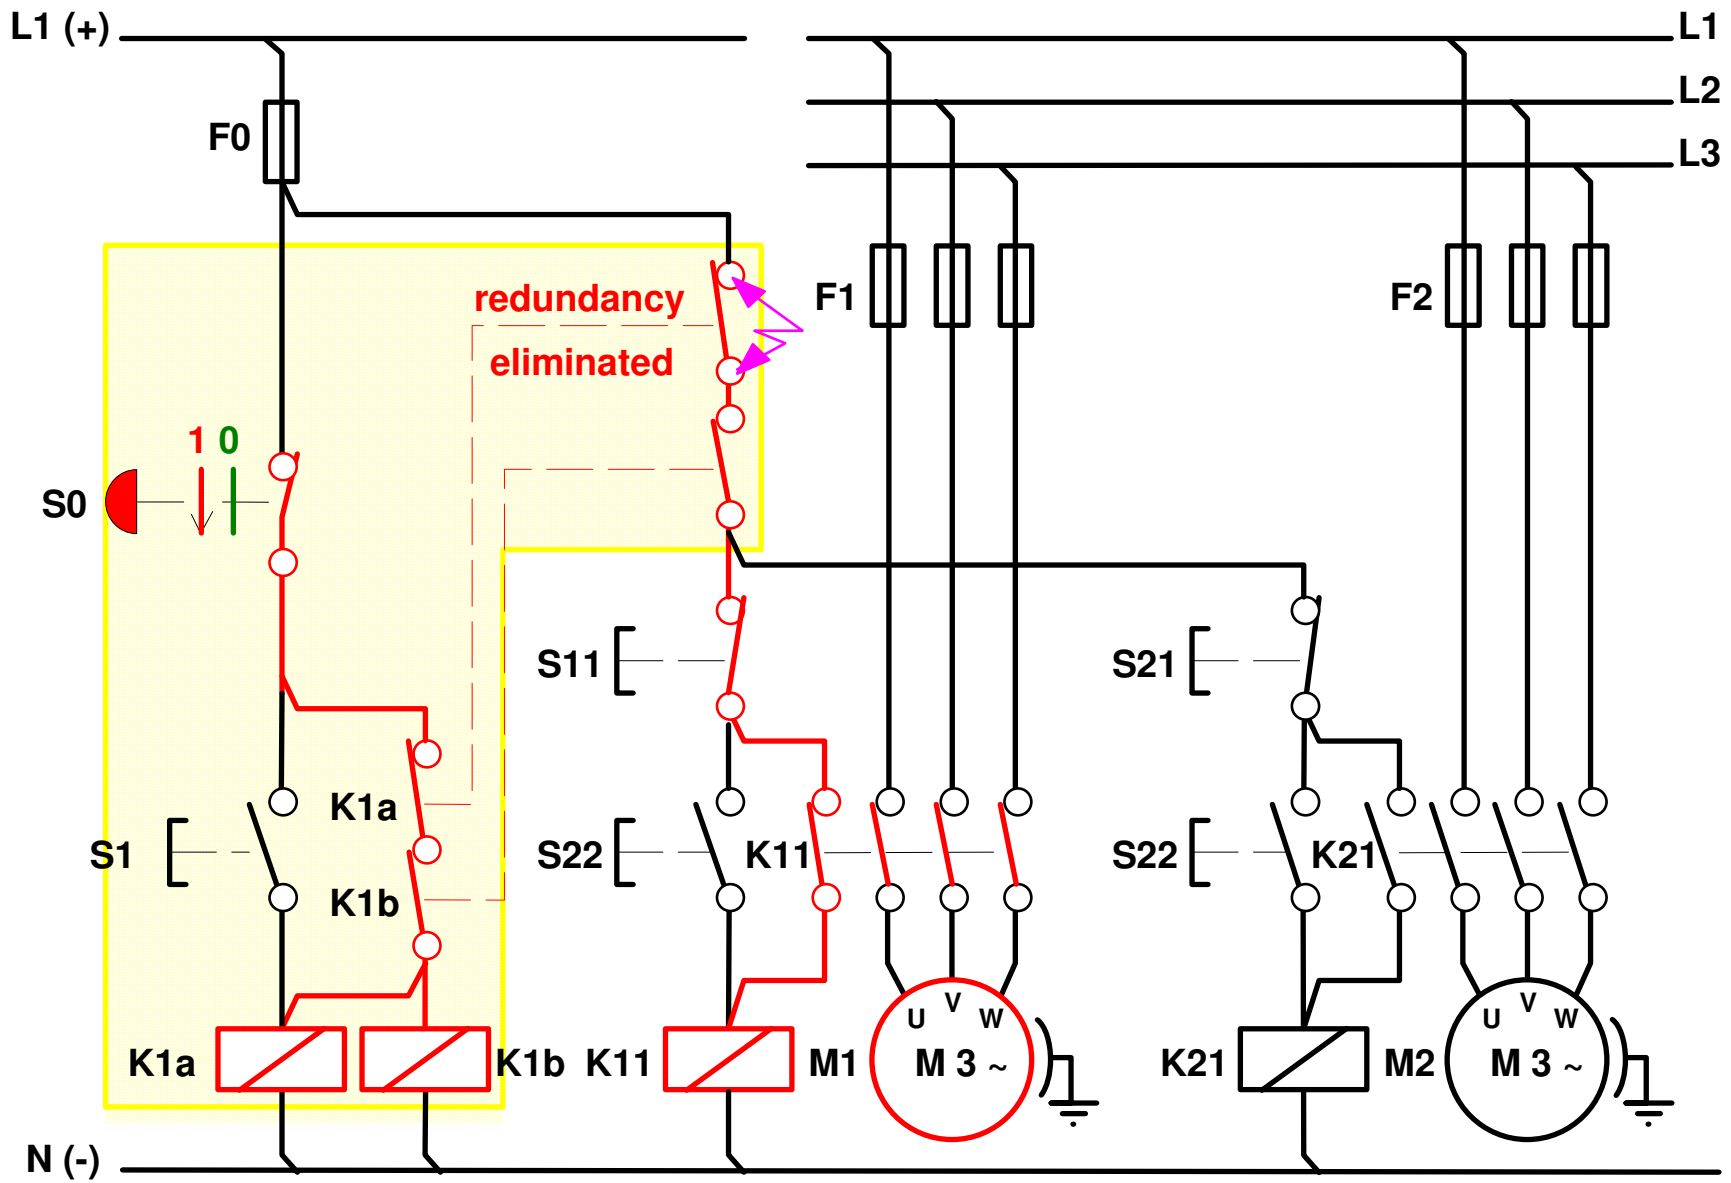 L1 (+)
L1
L2
L3
F0
redundancy
eliminated
F1
F2
1 0
S0
S11
S21
K1a
S1
S22
K11
S22
K21
K1b
U V W
U V W
K1a
K1b
K11
M1
M 3 ~
K21
M2
M 3 ~
N (-)